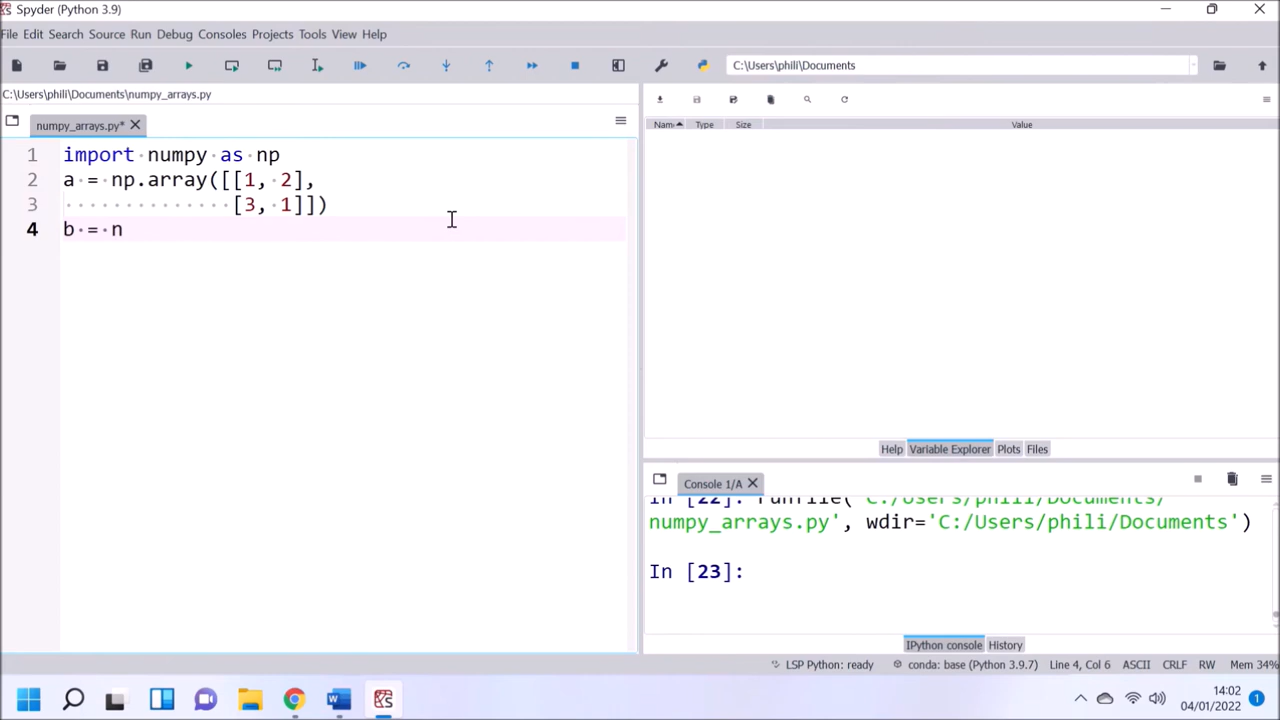 Spyder (Python 3.9)
File Edit Search Source Run Debug Consoles Projects Tools View Help
C:\Users\phili\Documents
C:\Users\phili\Documents\numpy_arrays.py
numpy_arrays.py*
Name Type Size Value
1 import numpy as np
2 a = np.array([[1, 2],
3 [3, 1]])
4 b = n
Help Variable Explorer Plots Files
Console 1/A
In [22]: runfile('C:/Users/phili/Documents/
numpy_arrays.py', wdir='C:/Users/phili/Documents')
In [23]:
IPython console History
LSP Python: ready conda: base (Python 3.9.7) Line 4, Col 6 ASCII CRLF RW Mem 34%
14:02
04/01/2022
1